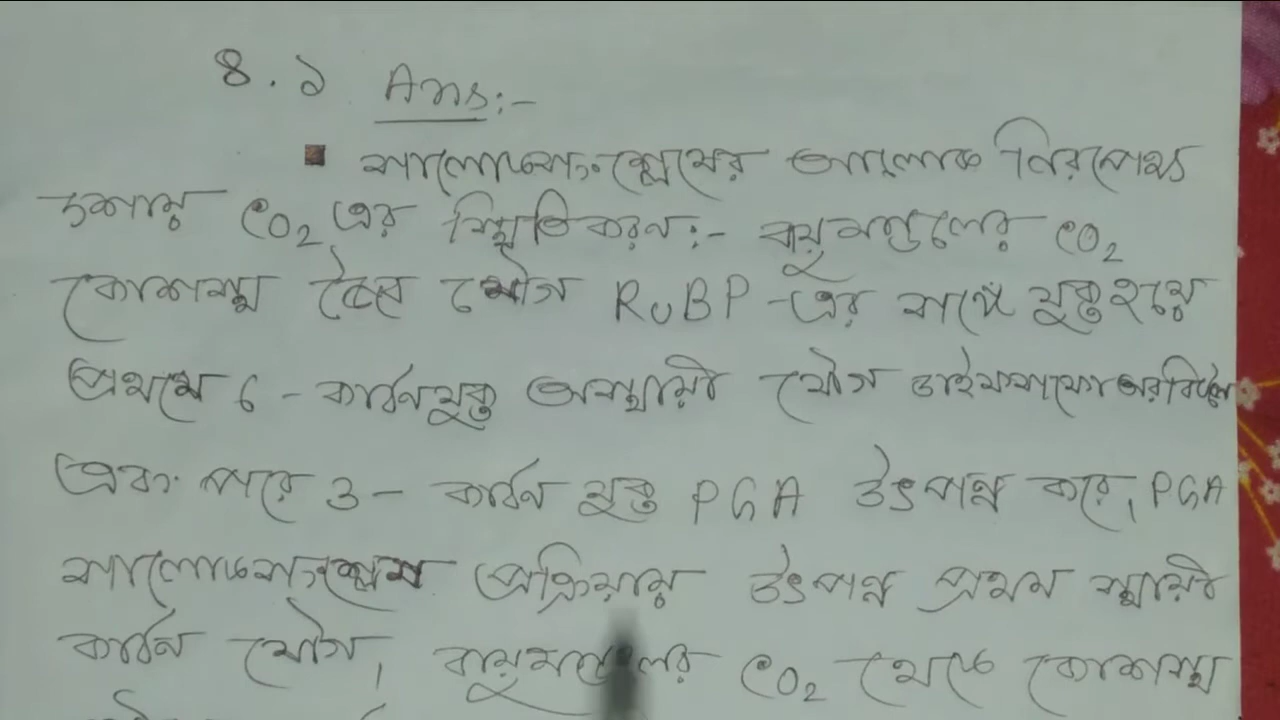 ৪.১ Ans:-
সালোকসংশ্লেষের আলোক নিরপেক্ষ
দশায় CO2 এর স্থিতিকরণ:- বায়ুমণ্ডলের CO2
কোশস্থ জৈব যৌগ RuBP-এর সঙ্গে যুক্ত হয়ে
প্রথমে 6-কার্বনযুক্ত অস্থায়ী যৌগ
এবং পরে 3-কার্বন যুক্ত PGA উৎপন্ন করে। PGA
সালোকসংশ্লেষ প্রক্রিয়ায় উৎপন্ন প্রথম স্থায়ী
কার্বন যৌগ। বায়ুমণ্ডলের CO2 থেকে কোশস্থ